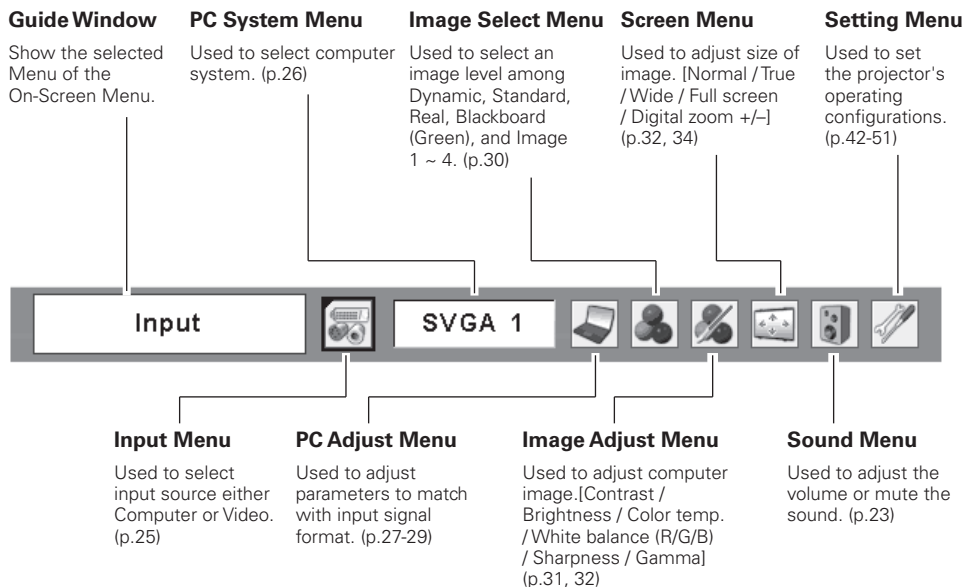 Guide Window
Show the selected
Menu of the
On-Screen Menu.
PC System Menu
Used to select computer
system. (p.26)
Image Select Menu
Used to select an
image level among
Dynamic, Standard,
Real, Blackboard
(Green), and Image
1 ~ 4. (p.30)
Screen Menu
Used to adjust size of
image. [Normal / True
/ Wide / Full screen
/ Digital zoom +/–]
(p.32, 34)
Setting Menu
Used to set
the projector's
operating
configurations.
(p.42-51)
Input
SVGA 1
Input Menu
Used to select
input source either
Computer or Video.
(p.25)
PC Adjust Menu
Used to adjust
parameters to match
with input signal
format. (p.27-29)
Image Adjust Menu
Used to adjust computer
image.[Contrast /
Brightness / Color temp.
/ White balance (R/G/B)
/ Sharpness / Gamma]
(p.31, 32)
Sound Menu
Used to adjust the
volume or mute the
sound. (p.23)